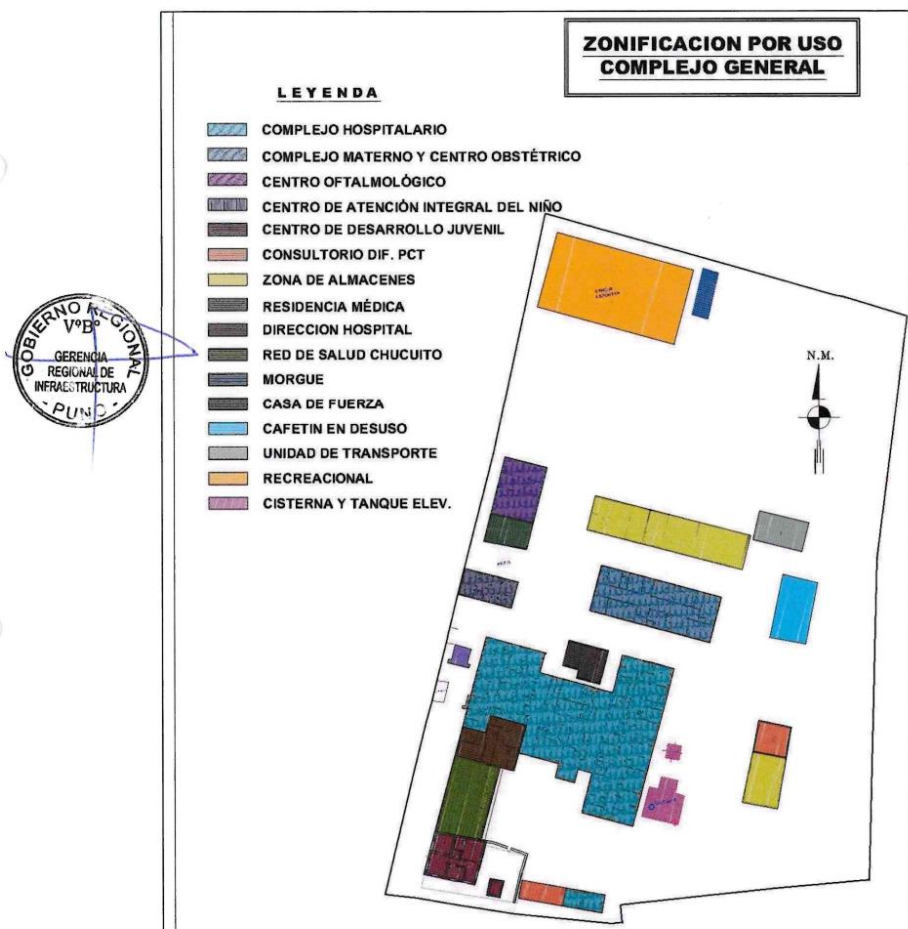 ZONIFICACION POR USO
COMPLEJO GENERAL
LEYENDA
COMPLEJO HOSPITALARIO
COMPLEJO MATERNO Y CENTRO OBSTÉTRICO
CENTRO OFTALMOLÓGICO
CENTRO DE ATENCIÓN INTEGRAL DEL NIÑO
CENTRO DE DESARROLLO JUVENIL
CONSULTORIO DIF. PCT
ZONA DE ALMACENES
RESIDENCIA MÉDICA
DIRECCION HOSPITAL
RED DE SALUD CHUCUITO
MORGUE
CASA DE FUERZA
CAFETIN EN DESUSO
UNIDAD DE TRANSPORTE
RECREACIONAL
CISTERNA Y TANQUE ELEV.
GOBIERNO REGIONAL
VºBº
GERENCIA
REGIONAL DE
INFRAESTRUCTURA
- PUNO -
N.M.